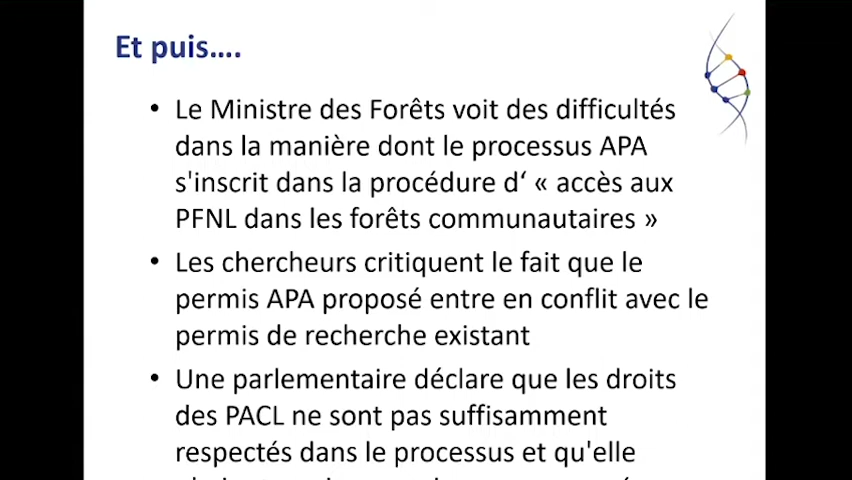 Et puis....
• Le Ministre des Forêts voit des difficultés
dans la manière dont le processus APA
s'inscrit dans la procédure d‘ « accès aux
PFNL dans les forêts communautaires »
• Les chercheurs critiquent le fait que le
permis APA proposé entre en conflit avec le
permis de recherche existant
• Une parlementaire déclare que les droits
des PACL ne sont pas suffisamment
respectés dans le processus et qu'elle